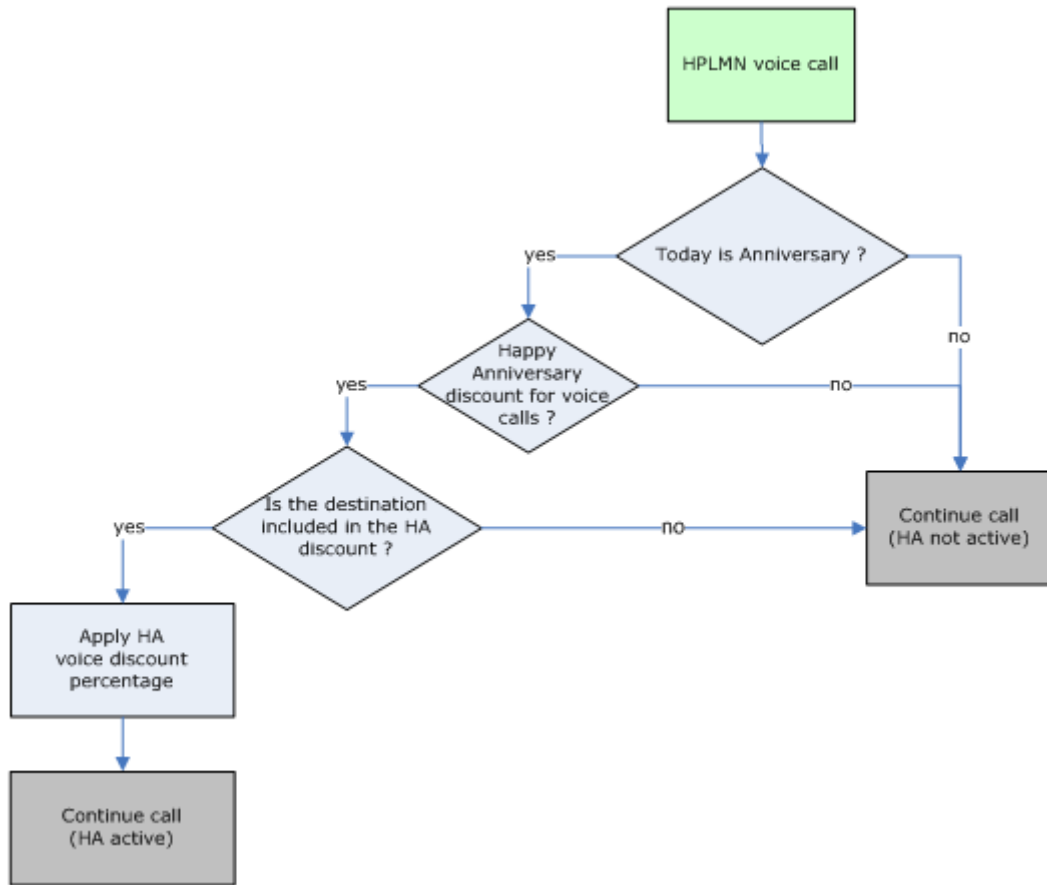 HPLMN voice call
Today is Anniversary ?
yes
no
Happy
Anniversary
discount for voice
calls ?
yes
no
Is the destination
included in the HA
discount ?
yes
no
Continue call
(HA not active)
Apply HA
voice discount
percentage
Continue call
(HA active)